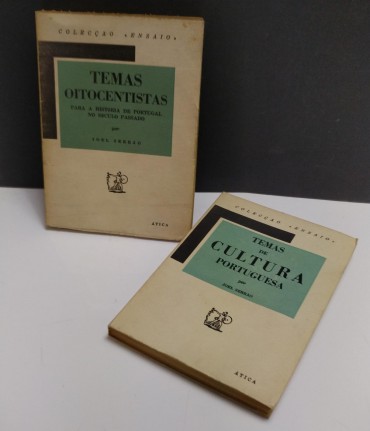 COLECÇÃO «ENSAIO»
TEMAS
OITOCENTISTAS
PARA A HISTÓRIA DE PORTUGAL
NO SÉCULO PASSADO
por
JOEL SERRÃO
ÁTICA
COLECÇÃO «ENSAIO»
TEMAS
DE
CULTURA
PORTUGUESA
por
JOEL SERRÃO
ÁTICA